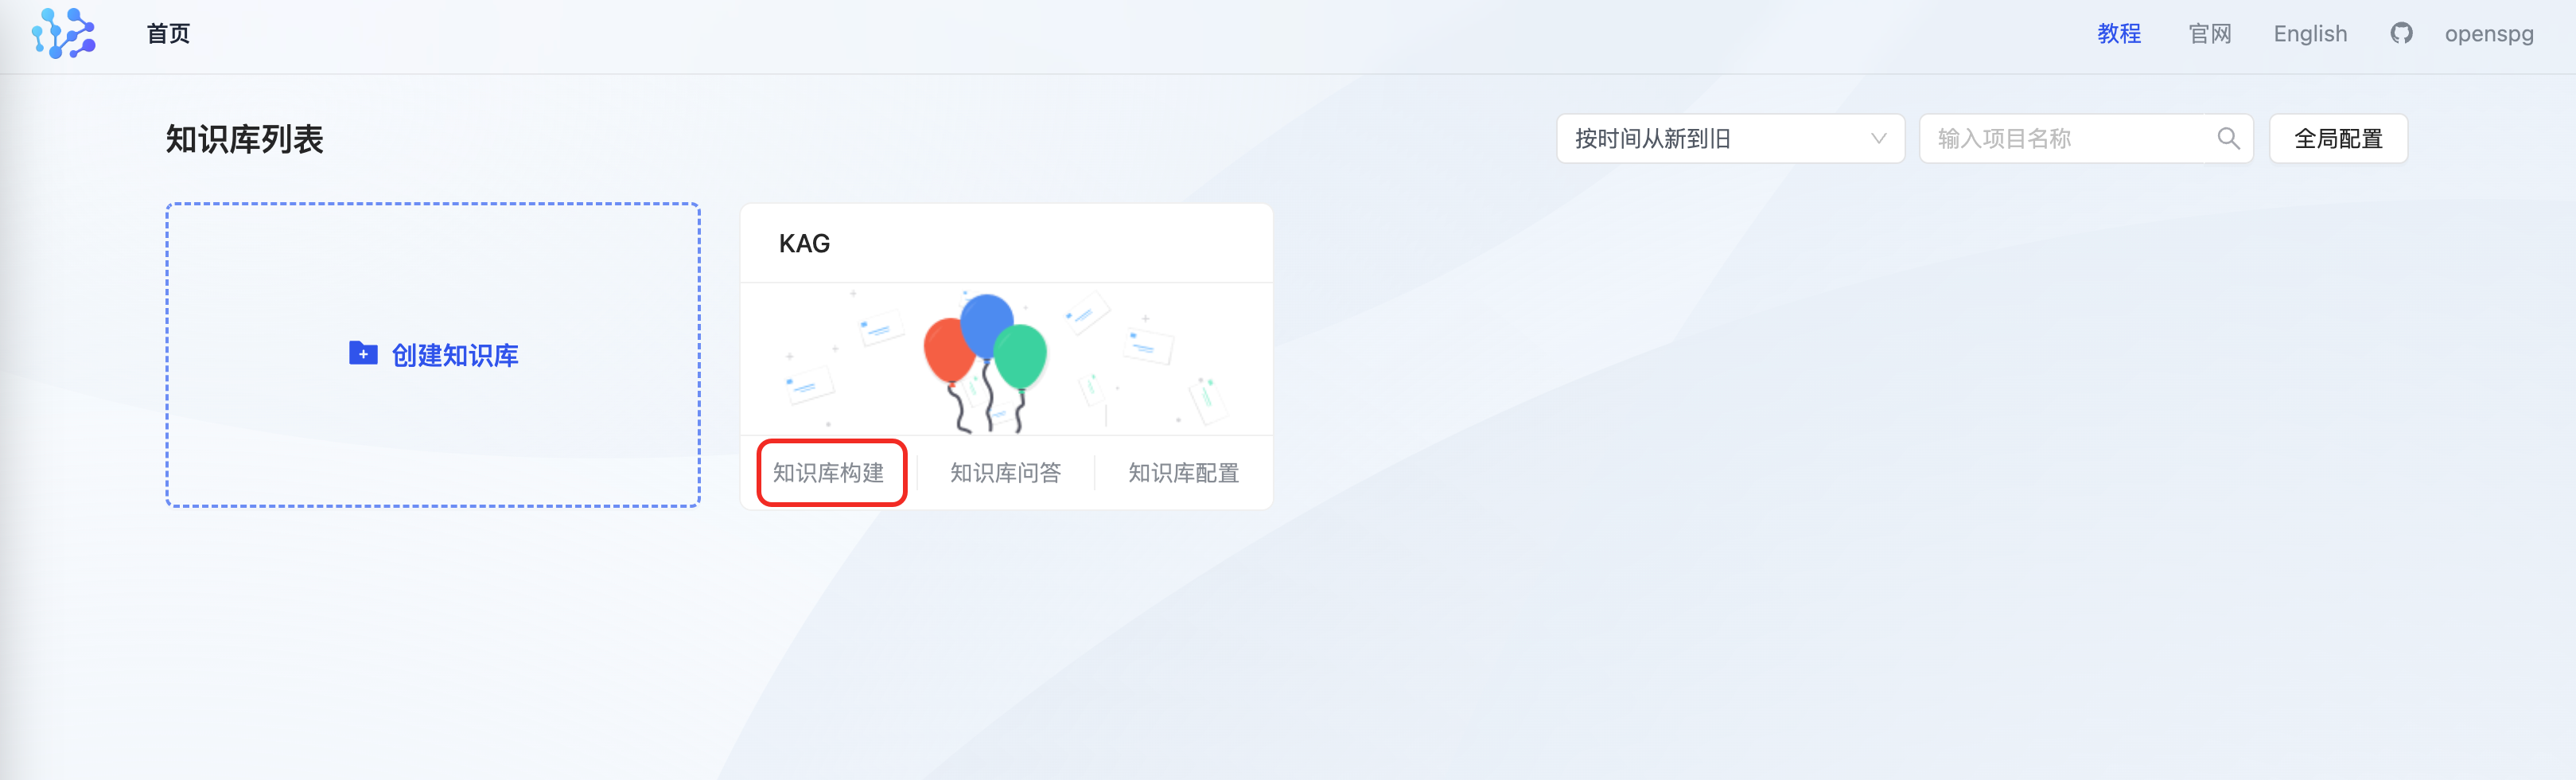 首页
教程 官网 English openspg
知识库列表
按时间从新到旧 输入项目名称 全局配置
创建知识库
KAG
知识库构建 知识库问答 知识库配置